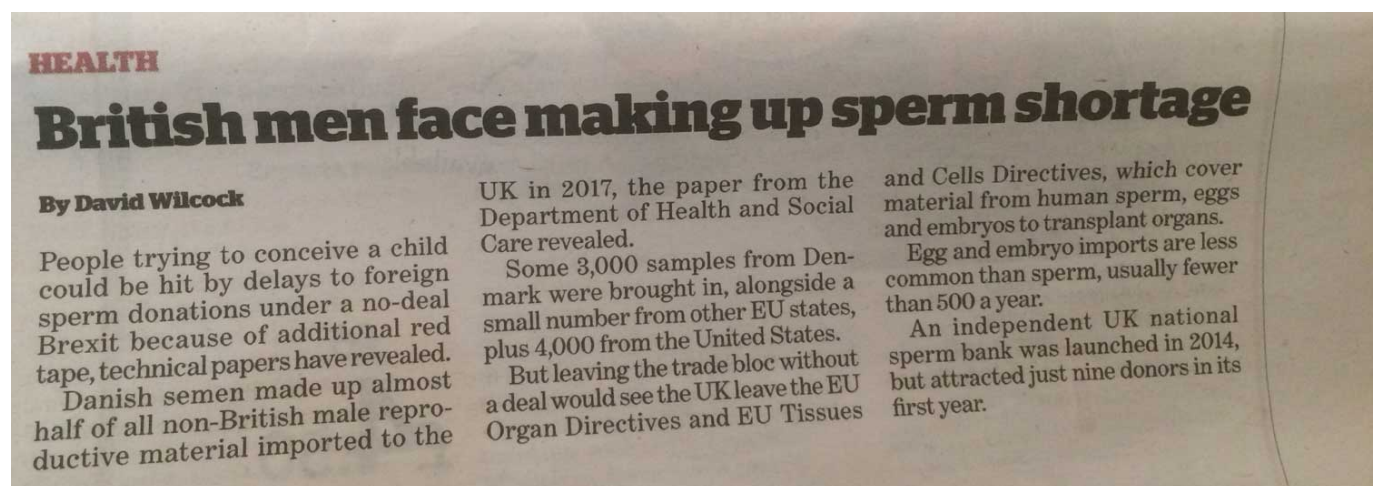 HEALTH
British men face making up sperm shortage
By David Wilcock
People trying to conceive a child
could be hit by delays to foreign
sperm donations under a no-deal
Brexit because of additional red
tape, technical papers have revealed.
Danish semen made up almost
half of all non-British male repro-
ductive material imported to the
UK in 2017, the paper from the
Department of Health and Social
Care revealed.
Some 3,000 samples from Den-
mark were brought in, alongside a
small number from other EU states,
plus 4,000 from the United States.
But leaving the trade bloc without
a deal would see the UK leave the EU
Organ Directives and EU Tissues
and Cells Directives, which cover
material from human sperm, eggs
and embryos to transplant organs.
Egg and embryo imports are less
common than sperm, usually fewer
than 500 a year.
An independent UK national
sperm bank was launched in 2014,
but attracted just nine donors in its
first year.